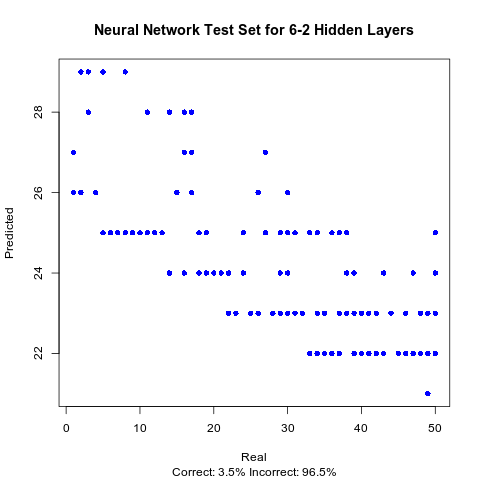 Neural Network Test Set for 6-2 Hidden Layers
28
26
24
22
Predicted
0 10 20 30 40 50
Real
Correct: 3.5% Incorrect: 96.5%